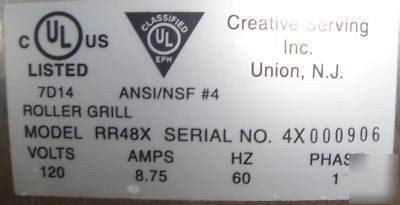 CLASSIFIED
C UL US
UL
EPH
LISTED
Creative Serving
Inc.
Union, N.J.
7D14 ANSI/NSF #4
ROLLER GRILL
MODEL RR48X SERIAL NO. 4X000906
VOLTS AMPS HZ PHAS
120 8.75 60 1